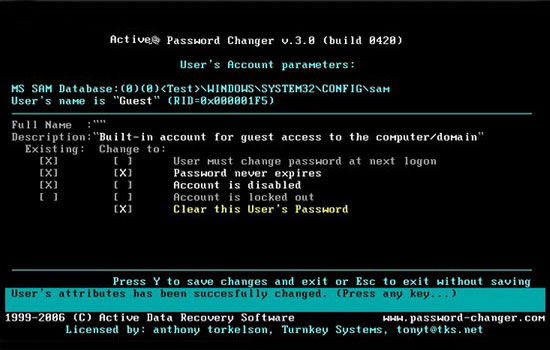 Active@ Password Changer v.3.0 (build 0420)
User's Account parameters:
MS SAM Database:(0)(0)<Test>\WINDOWS\SYSTEM32\CONFIG\sam
User's name is "Guest" (RID=0x000001F5)
Full Name :""
Description:"Built-in account for guest access to the computer/domain"
Existing: Change to:
[X] [ ] User must change password at next logon
[X] [X] Password never expires
[X] [ ] Account is disabled
[ ] [ ] Account is locked out
[X] Clear this User's Password
Press Y to save changes and exit or Esc to exit without saving
User's attributes has been succesfully changed. (Press any key...)
1999-2006 (C) Active Data Recovery Software www.password-changer.com
Licensed by: anthony torkelson, Turnkey Systems, tonyt@tks.net